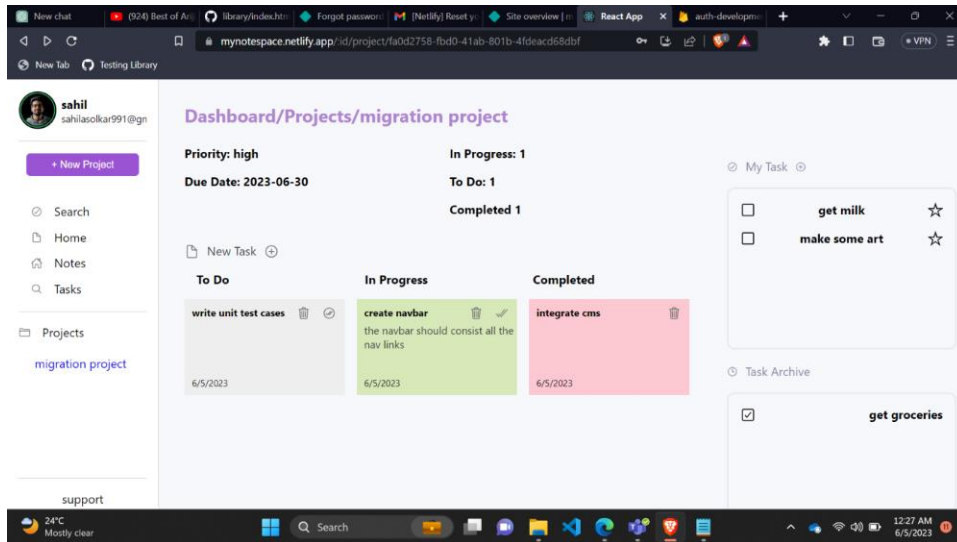 New chat
(924) Best of Arij
library/index.htm
Forgot password
[Netlify] Reset yo
Site overview | m
React App
auth-developme
mynotespace.netlify.app/:id/project/fa0d2758-fbd0-41ab-801b-4fdeacd68dbf
VPN
New Tab
Testing Library
sahil
sahilasolkar991@gn
+ New Project
Search
Home
Notes
Tasks
Projects
migration project
support
Dashboard/Projects/migration project
Priority: high
In Progress: 1
Due Date: 2023-06-30
To Do: 1
Completed 1
New Task
To Do
In Progress
Completed
write unit test cases
6/5/2023
create navbar
the navbar should consist all the
nav links
6/5/2023
integrate cms
6/5/2023
My Task
get milk
make some art
Task Archive
get groceries
24°C
Mostly clear
Search
12:27 AM
6/5/2023
11